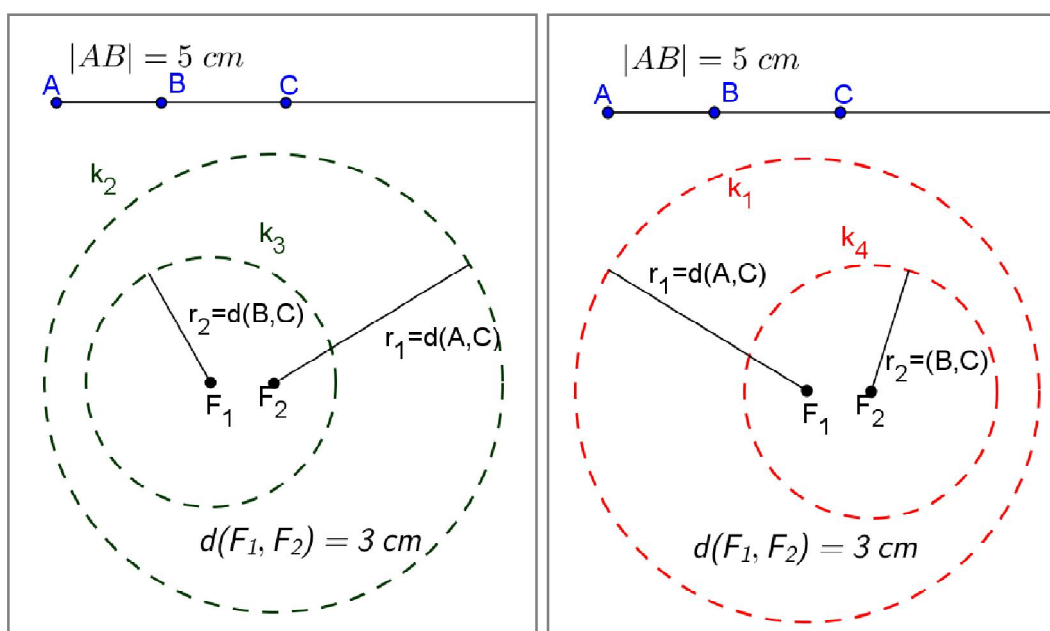 |AB| = 5 cm
A B C
k2
k3
r2=d(B,C)
r1=d(A,C)
F1 F2
d(F1, F2) = 3 cm
|AB| = 5 cm
A B C
k1
k4
r1=d(A,C)
r2=(B,C)
F1 F2
d(F1, F2) = 3 cm